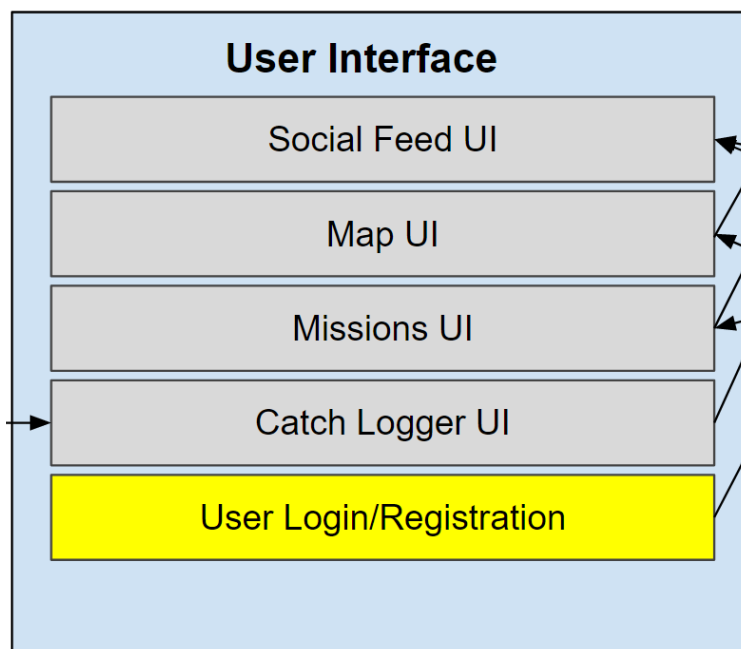 User Interface
Social Feed UI
Map UI
Missions UI
Catch Logger UI
User Login/Registration